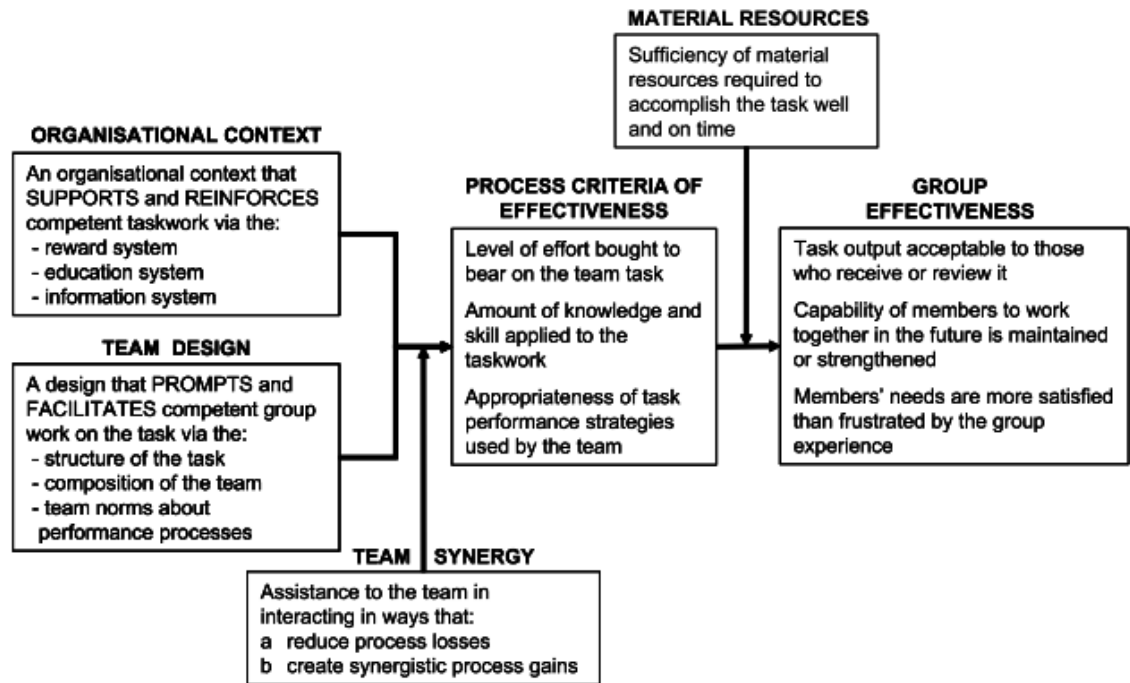 MATERIAL RESOURCES
Sufficiency of material
resources required to
accomplish the task well
and on time
ORGANISATIONAL CONTEXT
An organisational context that
SUPPORTS and REINFORCES
competent taskwork via the:
- reward system
- education system
- information system
TEAM DESIGN
A design that PROMPTS and
FACILITATES competent group
work on the task via the:
- structure of the task
- composition of the team
- team norms about
performance processes
TEAM SYNERGY
Assistance to the team in
interacting in ways that:
a reduce process losses
b create synergistic process gains
PROCESS CRITERIA OF
EFFECTIVENESS
Level of effort bought to
bear on the team task
Amount of knowledge and
skill applied to the
taskwork
Appropriateness of task
performance strategies
used by the team
GROUP
EFFECTIVENESS
Task output acceptable to those
who receive or review it
Capability of members to work
together in the future is maintained
or strengthened
Members' needs are more satisfied
than frustrated by the group
experience